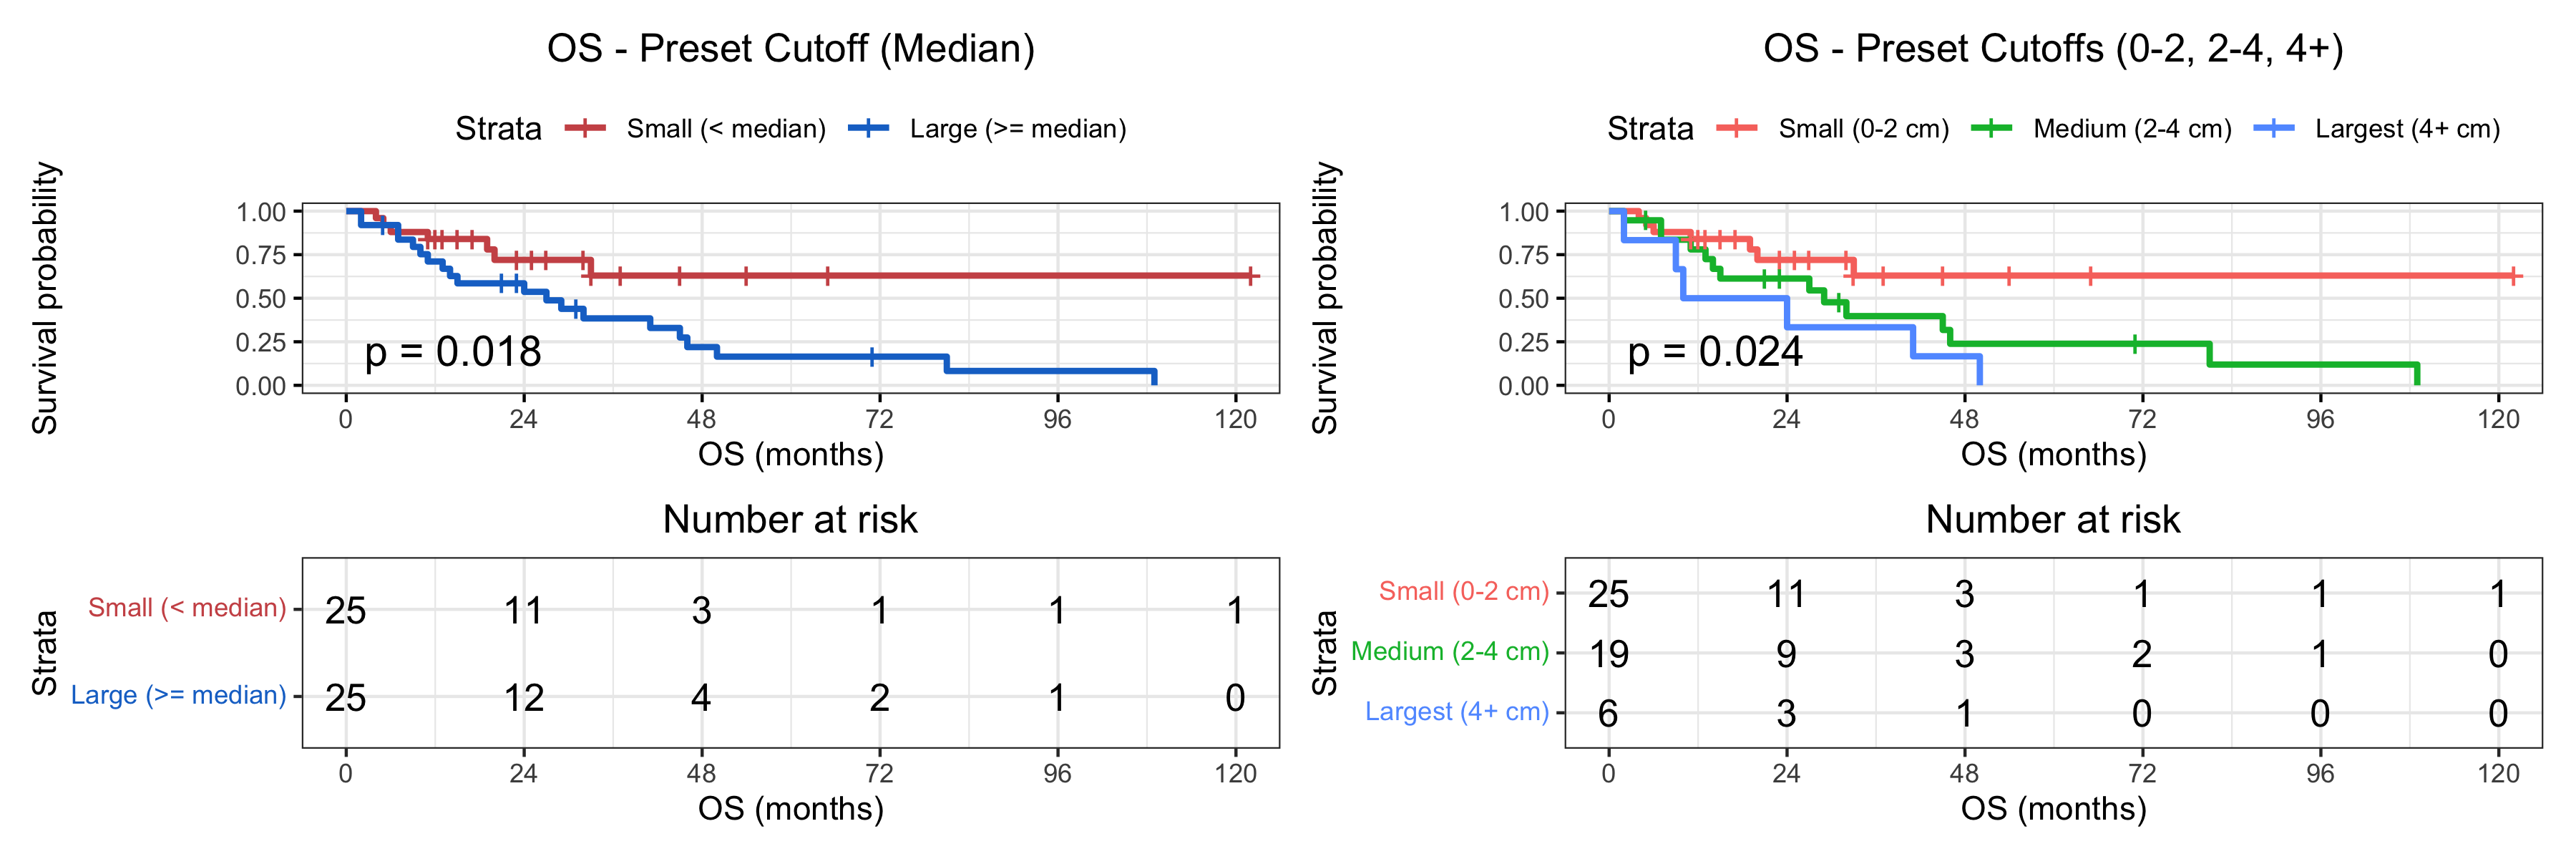 OS - Preset Cutoff (Median)
Strata Small (< median) Large (>= median)
Survival probability
1.00
0.75
0.50
0.25
0.00
p = 0.018
0 24 48 72 96 120
OS (months)
Number at risk
Strata
Small (< median) 25 11 3 1 1 1
Large (>= median) 25 12 4 2 1 0
0 24 48 72 96 120
OS (months)
OS - Preset Cutoffs (0-2, 2-4, 4+)
Strata Small (0-2 cm) Medium (2-4 cm) Largest (4+ cm)
Survival probability
1.00
0.75
0.50
0.25
0.00
p = 0.024
0 24 48 72 96 120
OS (months)
Number at risk
Strata
Small (0-2 cm) 25 11 3 1 1 1
Medium (2-4 cm) 19 9 3 2 1 0
Largest (4+ cm) 6 3 1 0 0 0
0 24 48 72 96 120
OS (months)